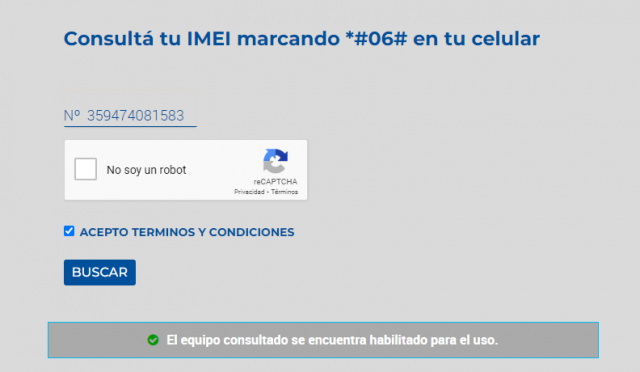 Consultá tu IMEI marcando *#06# en tu celular
Nº 359474081583
No soy un robot
reCAPTCHA
Privacidad - Términos
ACEPTO TERMINOS Y CONDICIONES
BUSCAR
El equipo consultado se encuentra habilitado para el uso.